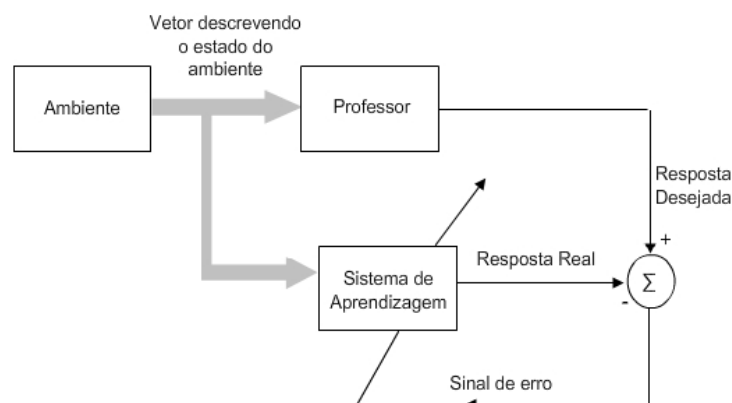 Vetor descrevendo
o estado do
ambiente
Ambiente
Professor
Resposta
Desejada
+
Resposta Real
Sistema de
Aprendizagem
Σ
-
Sinal de erro